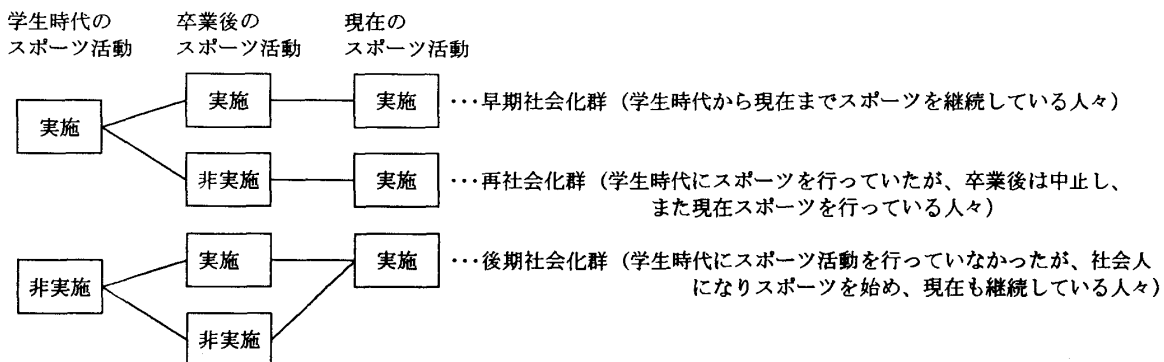 学生時代の 卒業後の 現在の
スポーツ活動 スポーツ活動 スポーツ活動
実施
実施 実施 ・・・早期社会化群（学生時代から現在までスポーツを継続している人々）
非実施 実施 ・・・再社会化群（学生時代にスポーツを行っていたが、卒業後は中止し、
また現在スポーツを行っている人々）
非実施
実施 実施 ・・・後期社会化群（学生時代にスポーツ活動を行っていなかったが、社会人
になりスポーツを始め、現在も継続している人々）
非実施